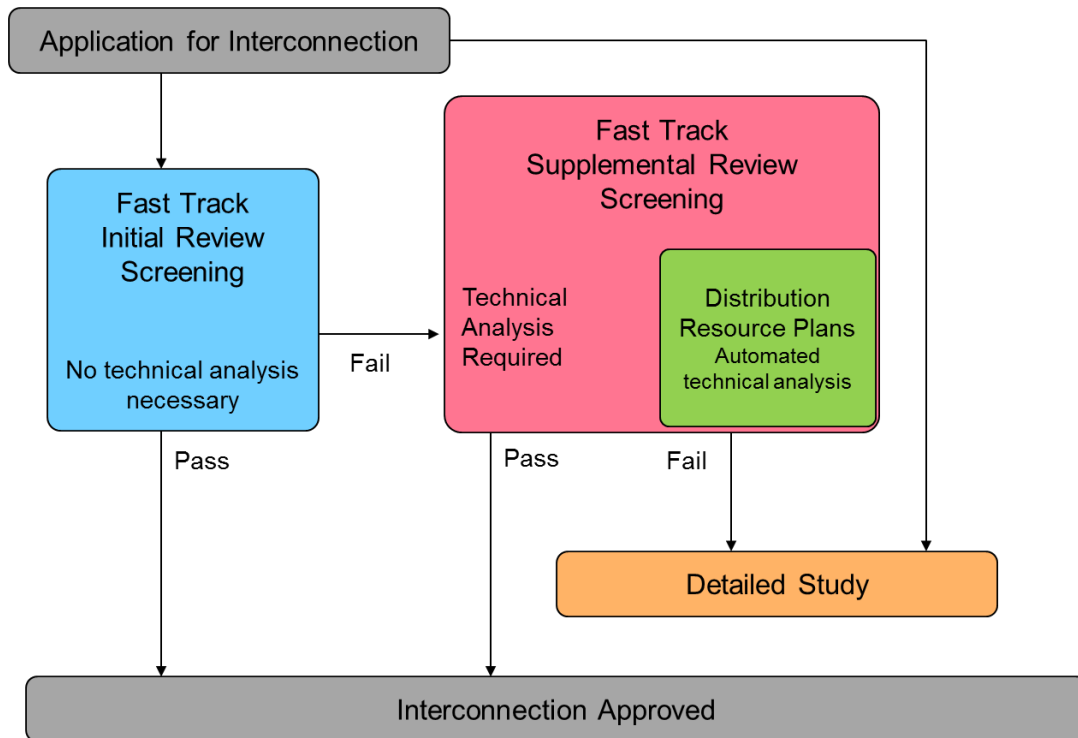 Application for Interconnection
Fast Track
Initial Review
Screening
No technical analysis
necessary
Fail
Pass
Fast Track
Supplemental Review
Screening
Technical
Analysis
Required
Distribution
Resource Plans
Automated
technical analysis
Pass
Fail
Detailed Study
Interconnection Approved